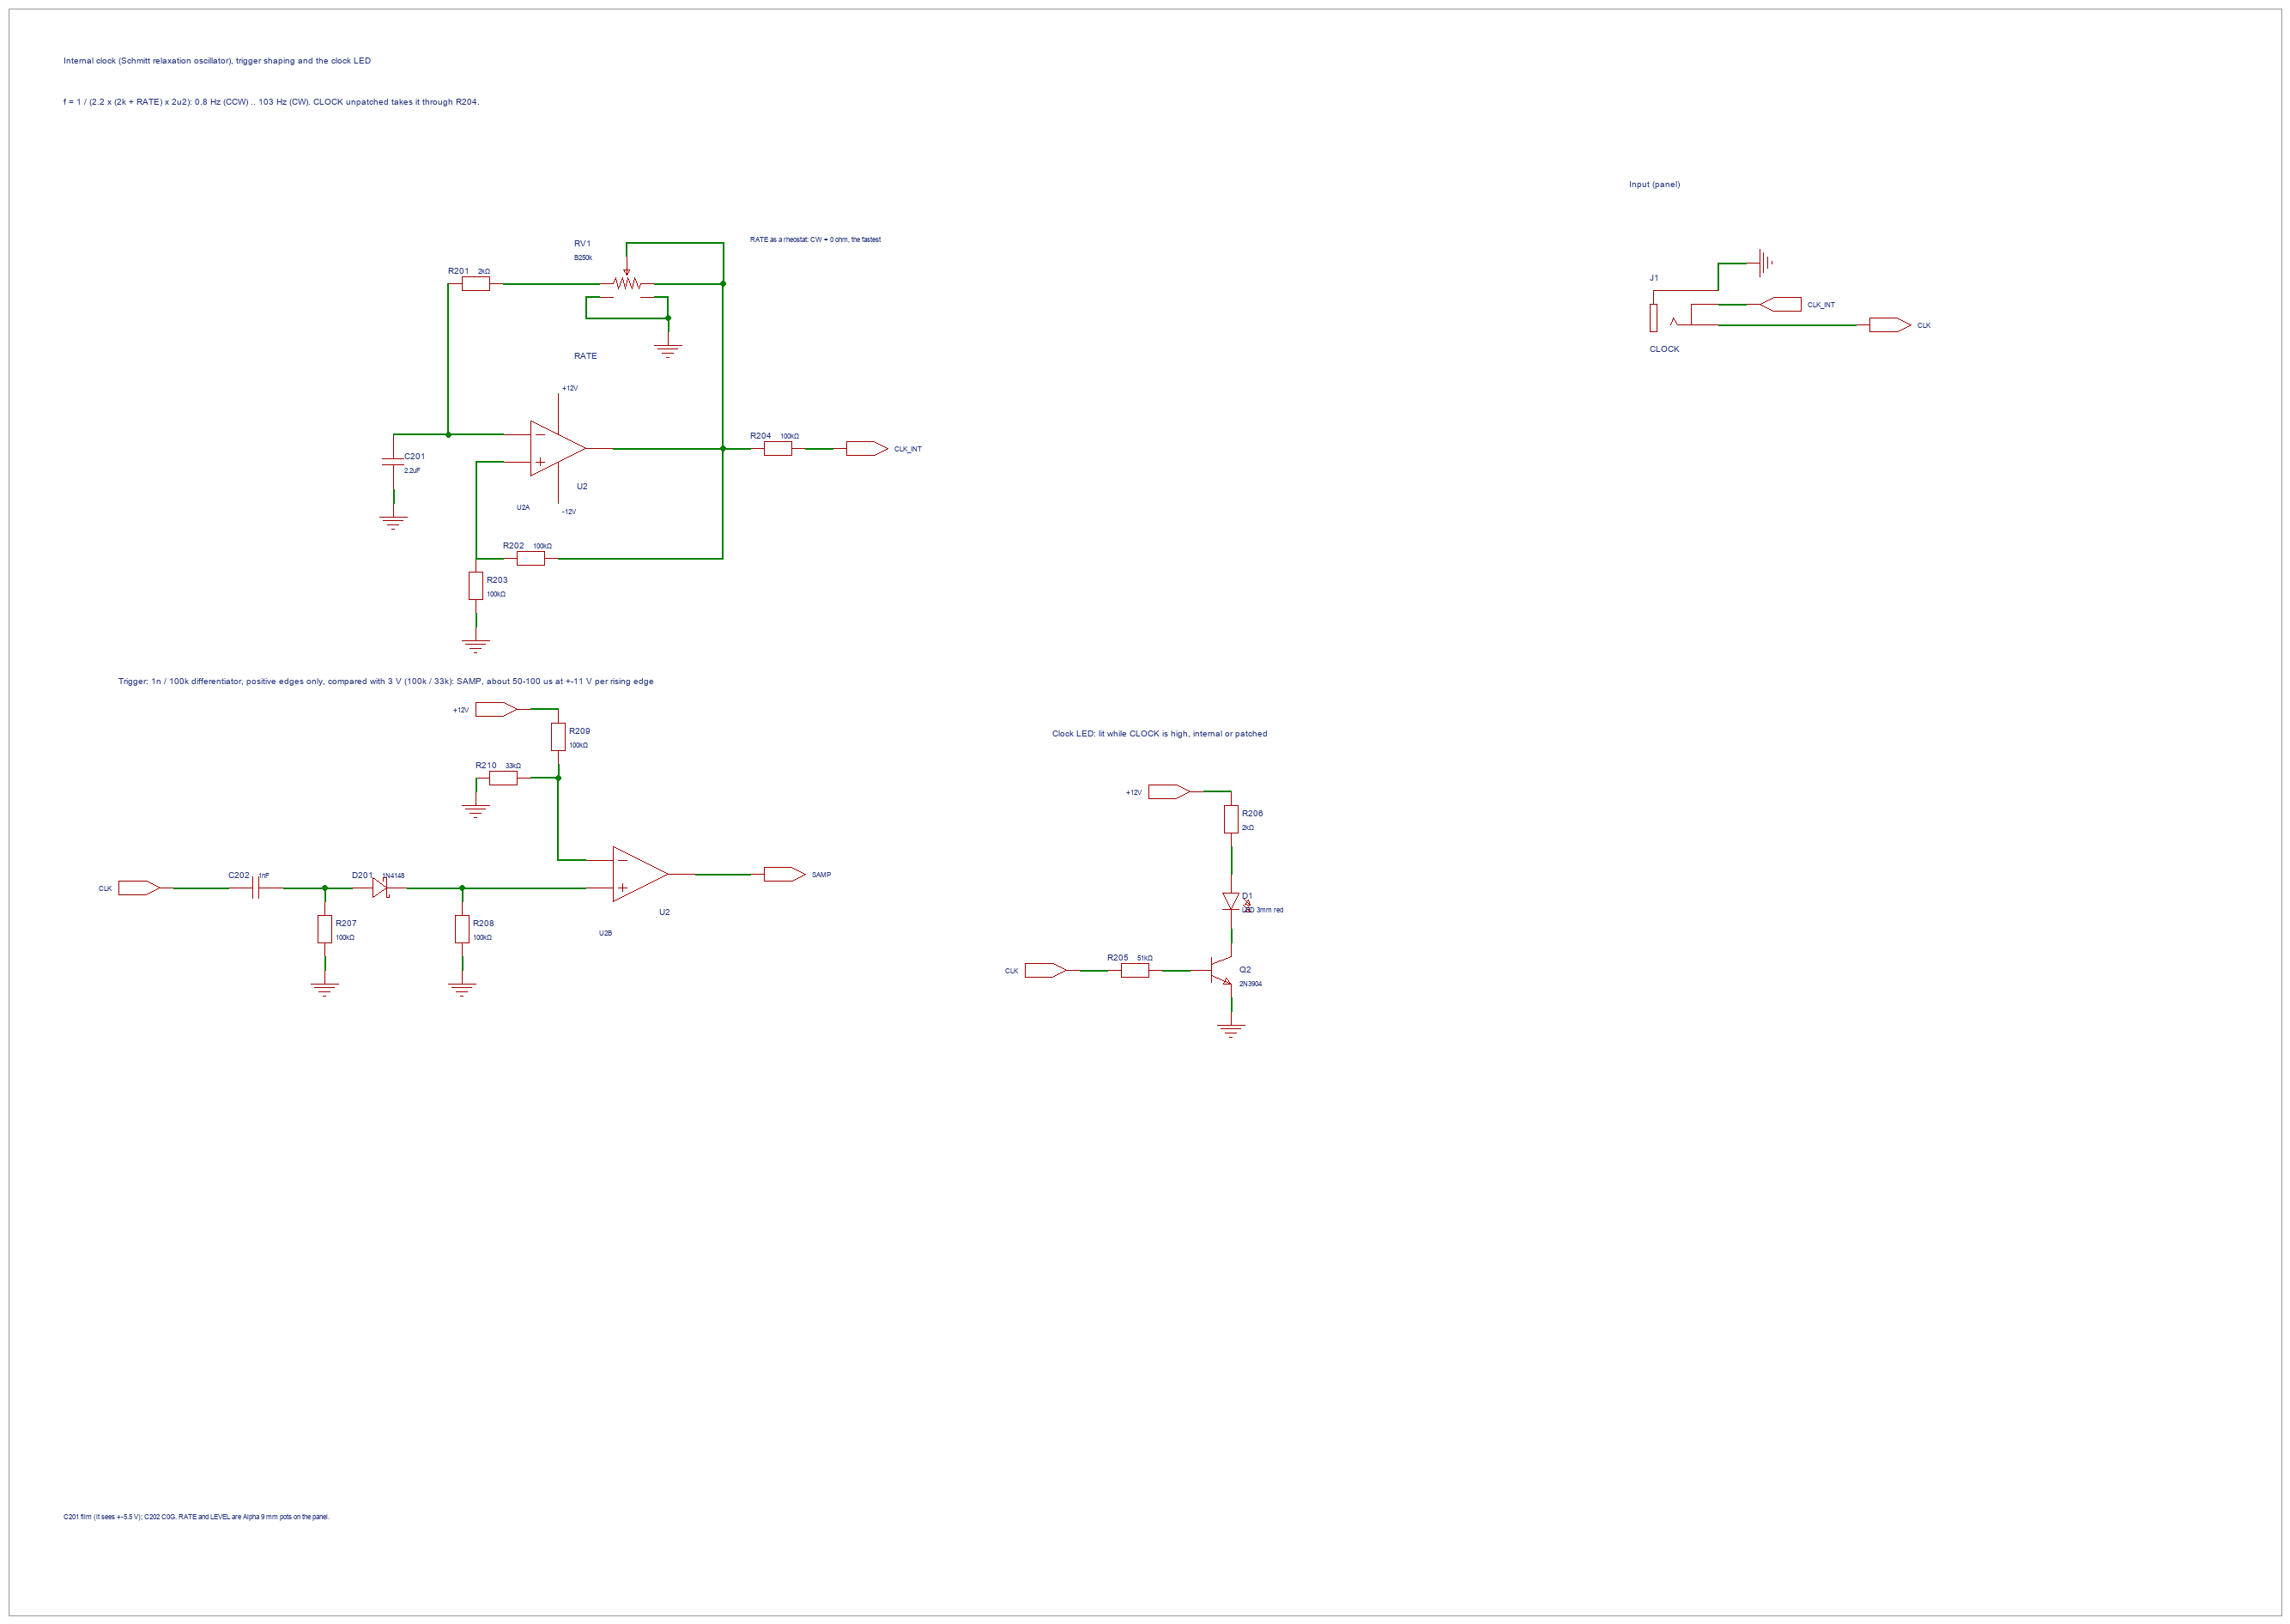 Internal clock (Schmitt relaxation oscillator), trigger shaping and the clock LED
f = 1 / (2.2 x (2k + RATE) x 2u2): 0.8 Hz (CCW) .. 103 Hz (CW). CLOCK unpatched takes it through R204.
Input (panel)
RV1
B250k
RATE as a rheostat: CW = 0 ohm, the fastest
R201 2kΩ
J1
CLK_INT
CLK
CLOCK
RATE
+12V
R204 100kΩ
CLK_INT
C201
2.2uF
U2
U2A
-12V
R202 100kΩ
R203
100kΩ
Trigger: 1n / 100k differentiator, positive edges only, compared with 3 V (100k / 33k): SAMP, about 50-100 us at +-11 V per rising edge
+12V
R209
100kΩ
R210 33kΩ
Clock LED: lit while CLOCK is high, internal or patched
+12V
R206
2kΩ
CLK
C202 1nF
D201 1N4148
SAMP
U2
U2B
R207
100kΩ
R208
100kΩ
D1
LED 3mm red
CLK
R205 51kΩ
Q2
2N3904
C201 film (it sees +-5.5 V); C202 C0G. RATE and LEVEL are Alpha 9 mm pots on the panel.